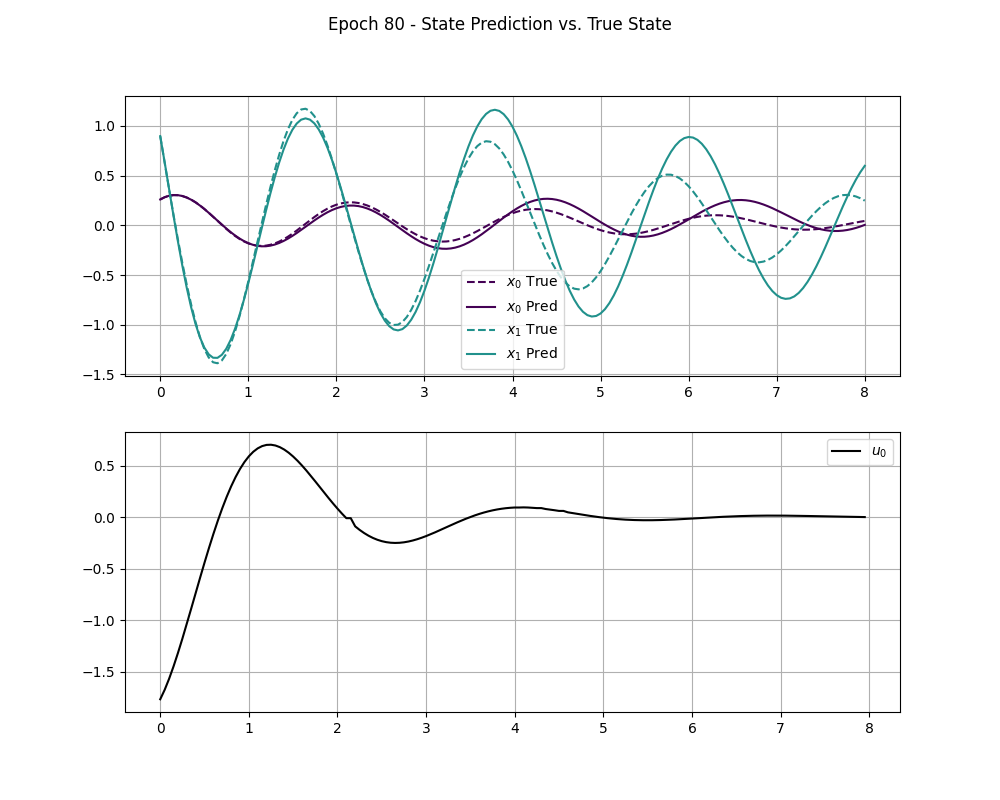 Epoch 80 - State Prediction vs. True State
1.0
0.5
0.0
−0.5
−1.0
−1.5
x₀ True
x₀ Pred
x₁ True
x₁ Pred
0 1 2 3 4 5 6 7 8
0.5
0.0
−0.5
−1.0
−1.5
u₀
0 1 2 3 4 5 6 7 8